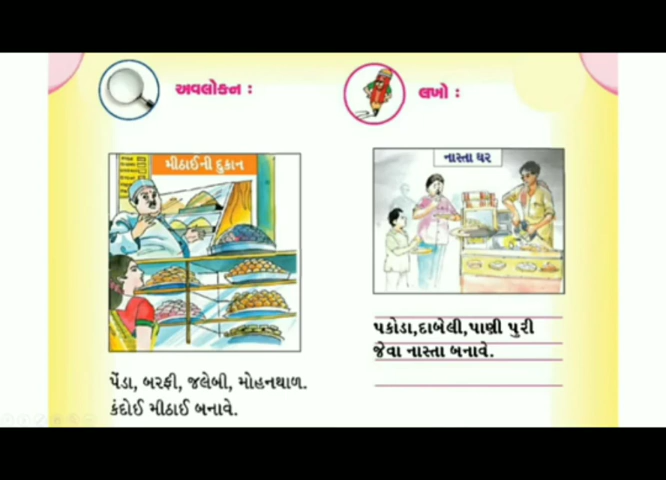 અવલોકન :
લખો :
મીઠાઈની દુકાન
નાસ્તા ઘર
પેંડા, બરફી, જલેબી, મોહનથાળ.
કંદોઈ મીઠાઈ બનાવે.
પકોડા,દાબેલી,પાણી પુરી
જેવા નાસ્તા બનાવે.